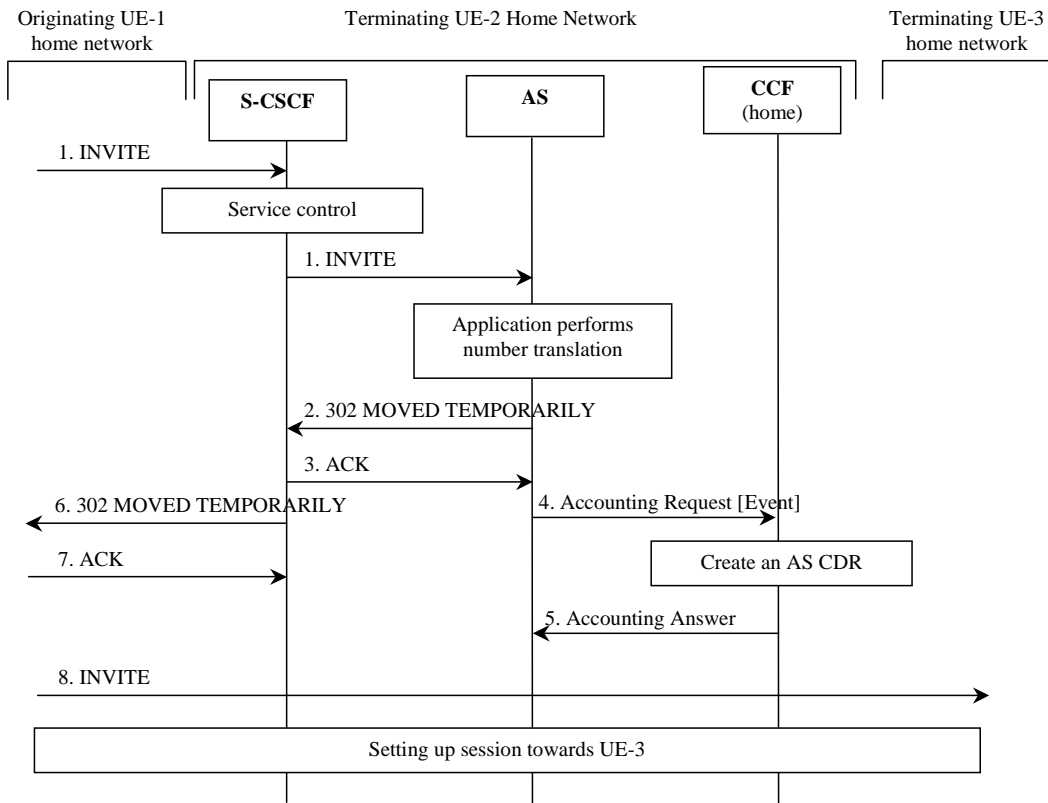 Originating UE-1
home network
Terminating UE-2 Home Network
Terminating UE-3
home network
S-CSCF
AS
CCF
(home)
1. INVITE
Service control
1. INVITE
Application performs
number translation
2. 302 MOVED TEMPORARILY
3. ACK
6. 302 MOVED TEMPORARILY
4. Accounting Request [Event]
7. ACK
Create an AS CDR
5. Accounting Answer
8. INVITE
Setting up session towards UE-3